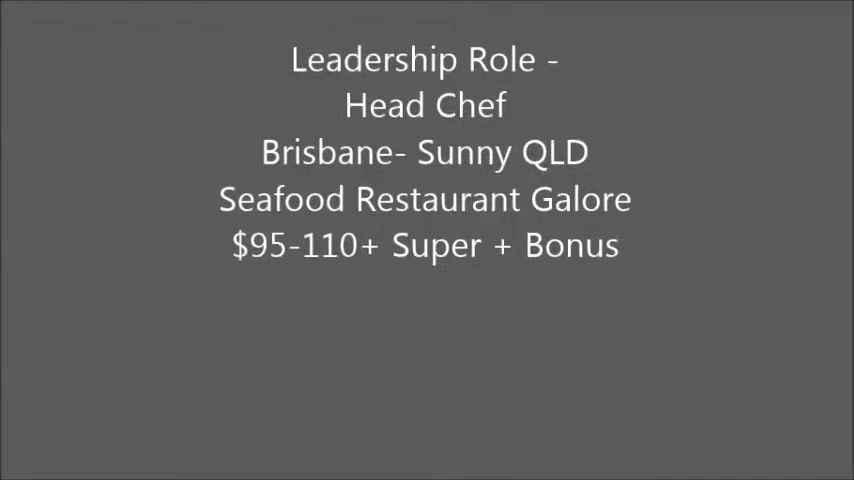 Leadership Role -
Head Chef
Brisbane- Sunny QLD
Seafood Restaurant Galore
$95-110+ Super + Bonus